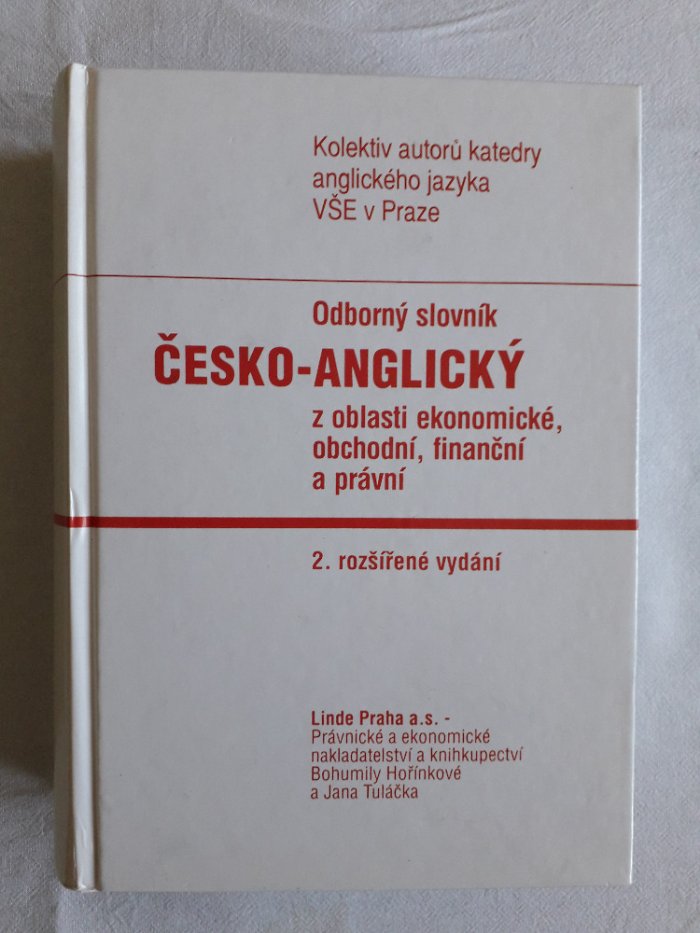 Kolektiv autorů katedry
anglického jazyka
VŠE v Praze
Odborný slovník
ČESKO-ANGLICKÝ
z oblasti ekonomické,
obchodní, finanční
a právní
2. rozšířené vydání
Linde Praha a.s. -
Právnické a ekonomické
nakladatelství a knihkupectví
Bohumily Hořínkové
a Jana Tuláčka